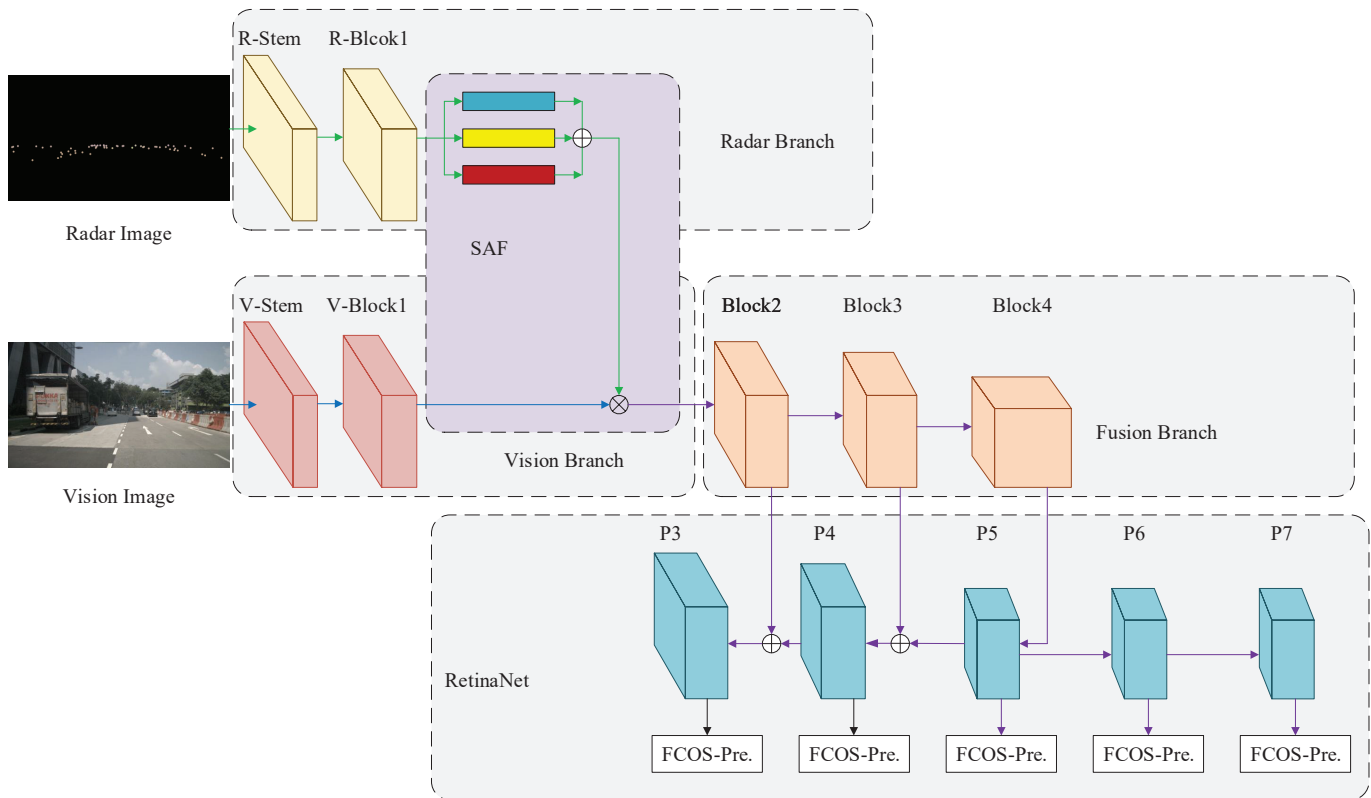 R-Stem
R-Blcok1
Radar Branch
Radar Image
SAF
V-Stem
V-Block1
Block2
Block3
Block4
Vision Branch
Fusion Branch
Vision Image
P3
P4
P5
P6
P7
RetinaNet
FCOS-Pre.
FCOS-Pre.
FCOS-Pre.
FCOS-Pre.
FCOS-Pre.